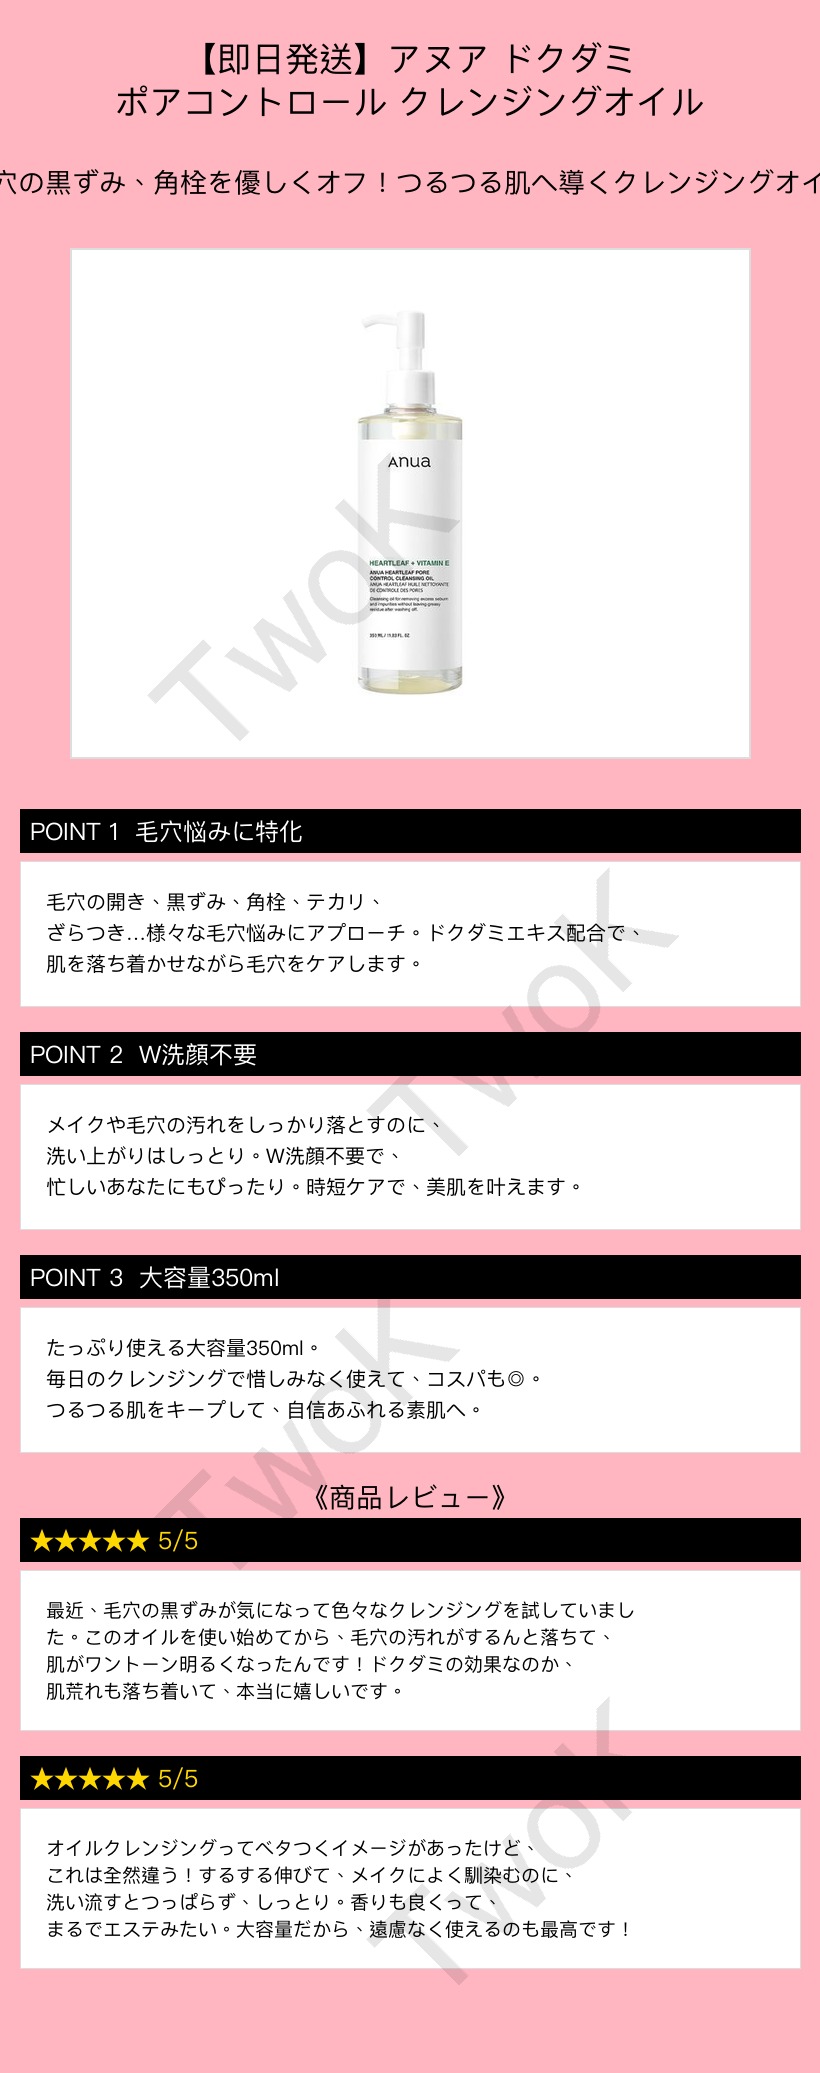 【即日発送】アヌア ドクダミ
ポアコントロール クレンジングオイル
穴の黒ずみ、角栓を優しくオフ！つるつる肌へ導くクレンジングオイ
Anua
HEARTLEAF + VITAMIN E
ANUA HEARTLEAF PORE
CONTROL CLEANSING OIL
ANUA HEARTLEAF HUILE NETTOYANTE
DE CONTROLE DES PORES
Cleansing oil for removing excess sebum
and impurities without leaving greasy
residue after washing off.
350 ML / 11.83 FL. OZ
TwoK
POINT 1 毛穴悩みに特化
毛穴の開き、黒ずみ、角栓、テカリ、
ざらつき…様々な毛穴悩みにアプローチ。ドクダミエキス配合で、
肌を落ち着かせながら毛穴をケアします。
TwoK
POINT 2 W洗顔不要
メイクや毛穴の汚れをしっかり落とすのに、
洗い上がりはしっとり。W洗顔不要で、
忙しいあなたにもぴったり。時短ケアで、美肌を叶えます。
POINT 3 大容量350ml
たっぷり使える大容量350ml。
毎日のクレンジングで惜しみなく使えて、コスパも◎。
つるつる肌をキープして、自信あふれる素肌へ。
TwoK
《商品レビュー》
★★★★★ 5/5
最近、毛穴の黒ずみが気になって色々なクレンジングを試していまし
た。このオイルを使い始めてから、毛穴の汚れがするんと落ちて、
肌がワントーン明るくなったんです！ドクダミの効果なのか、
肌荒れも落ち着いて、本当に嬉しいです。
★★★★★ 5/5
オイルクレンジングってベタつくイメージがあったけど、
これは全然違う！するする伸びて、メイクによく馴染むのに、
洗い流すとつっぱらず、しっとり。香りも良くって、
まるでエステみたい。大容量だから、遠慮なく使えるのも最高です！
TwoK